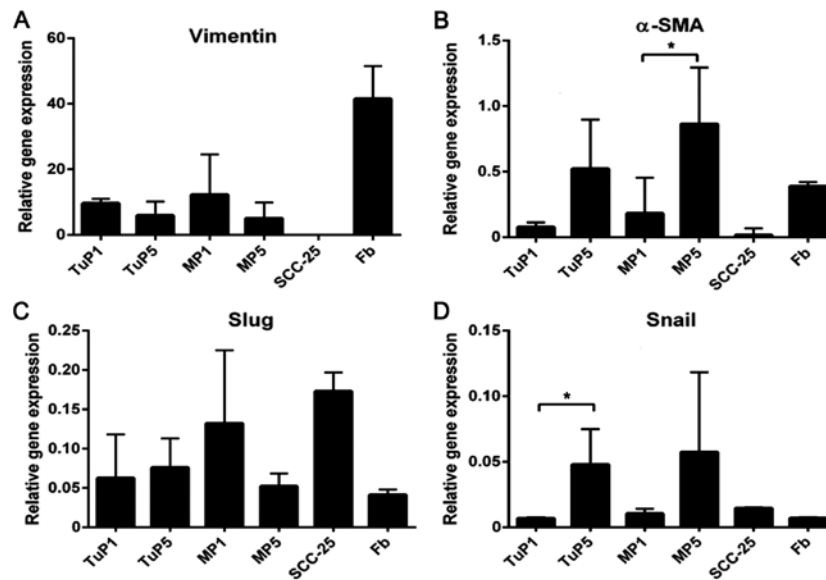 A
Vimentin
Relative gene expression
60
40
20
0
TuP1
TuP5
MP1
MP5
SCC-25
Fb
B
α-SMA
Relative gene expression
1.5
1.0
0.5
0
*
TuP1
TuP5
MP1
MP5
SCC-25
Fb
C
Slug
Relative gene expression
0.25
0.20
0.15
0.10
0.05
0.00
TuP1
TuP5
MP1
MP5
SCC-25
Fb
D
Snail
Relative gene expression
0.15
0.10
0.05
0.00
*
TuP1
TuP5
MP1
MP5
SCC-25
Fb